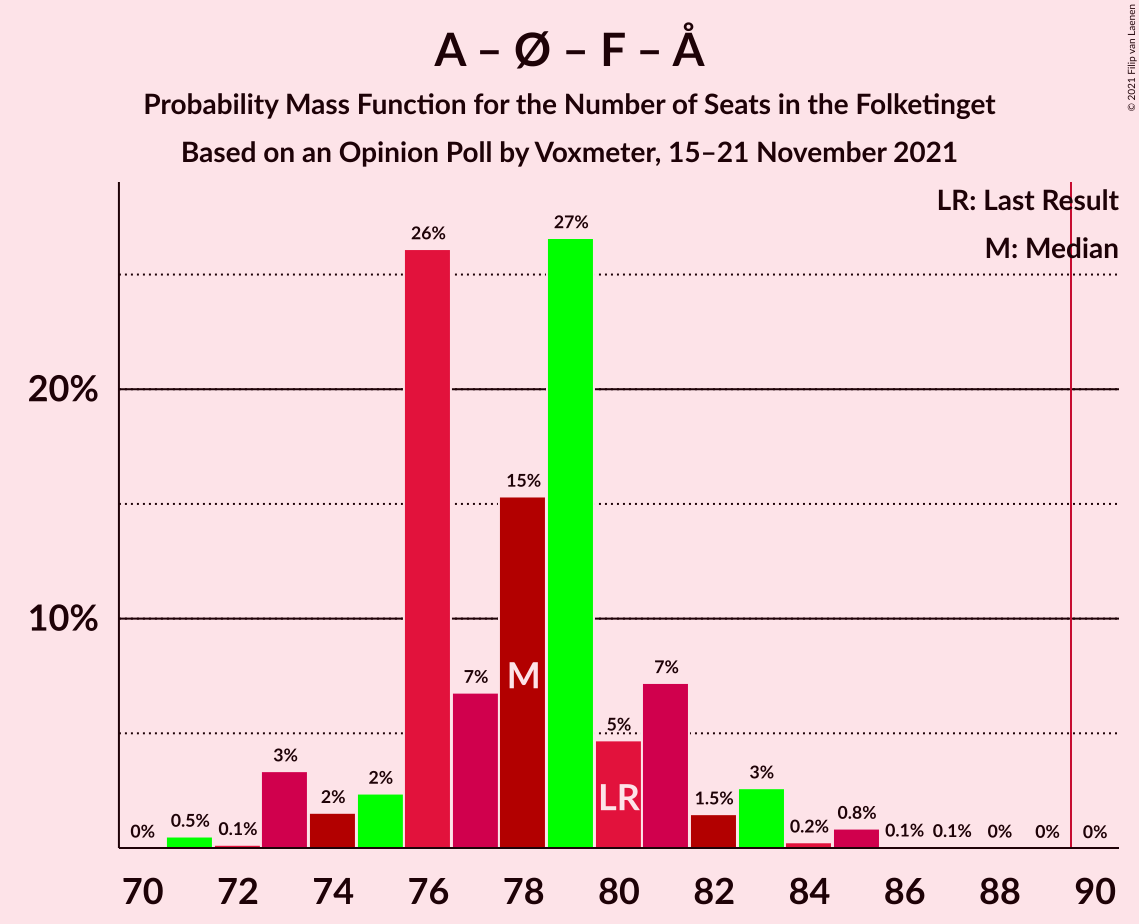 A – Ø – F – Å
Probability Mass Function for the Number of Seats in the Folketinget
Based on an Opinion Poll by Voxmeter, 15–21 November 2021
© 2021 Filip van Laenen
LR: Last Result
M: Median
20%
10%
0%
0.5%
0.1%
3%
2%
2%
26%
7%
15%
27%
5%
7%
1.5%
3%
0.2%
0.8%
0.1%
0.1%
0%
0%
0%
M
LR
70 72 74 76 78 80 82 84 86 88 90